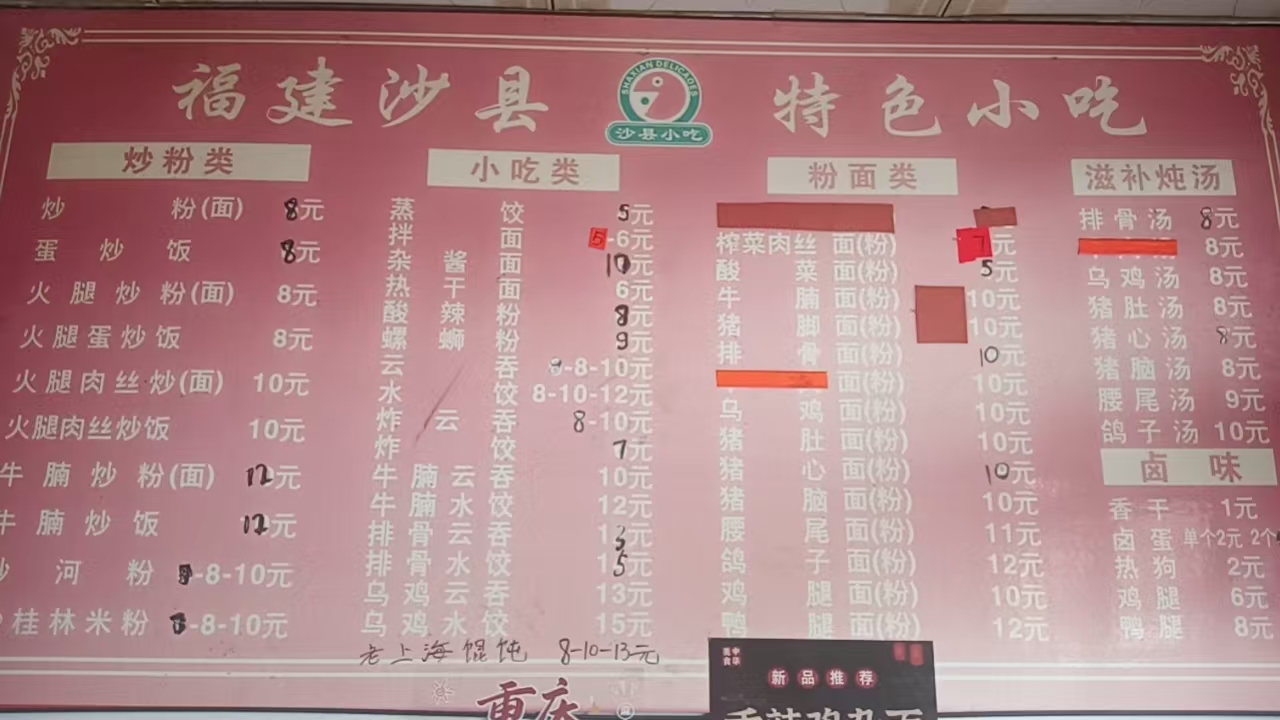 福建沙县
SHAXIAN DELICACIES
沙县小吃
特色小吃
炒粉类
炒粉(面) 8元
蛋炒饭 8元
火腿炒粉(面) 8元
火腿蛋炒饭 8元
火腿肉丝炒(面) 10元
火腿肉丝炒饭 10元
牛腩炒粉(面) 12元
牛腩炒饭 12元
河粉 -8-10元
桂林米粉 -8-10元
小吃类
蒸饺 5元
拌面 5-6元
杂酱面 10元
热干面 6元
酸辣粉 8元
螺蛳粉 9元
云吞 -8-10元
水饺 8-10-12元
炸云吞 8-10元
炸饺 7元
牛腩云吞 10元
牛腩水饺 12元
排骨云吞 13元
排骨水饺 15元
乌鸡云吞 13元
乌鸡水饺 15元
老上海馄饨 8-10-13元
重庆
粉面类
榨菜肉丝面(粉) 7元
酸菜面(粉) 5元
牛腩面(粉) 10元
猪脚面(粉) 10元
排骨面(粉) 10元
面(粉) 10元
乌鸡面(粉) 10元
猪肚面(粉) 10元
猪心面(粉) 10元
猪脑面(粉) 10元
腰尾面(粉) 11元
鸽子面(粉) 12元
鸡腿面(粉) 10元
鸭腿面(粉) 12元
美中食华
新品推荐
滋补炖汤
排骨汤 8元
8元
乌鸡汤 8元
猪肚汤 8元
猪心汤 8元
猪脑汤 8元
腰尾汤 9元
鸽子汤 10元
卤味
香干 1元
卤蛋 单个2元 2个
热狗 2元
鸡腿 6元
鸭腿 8元